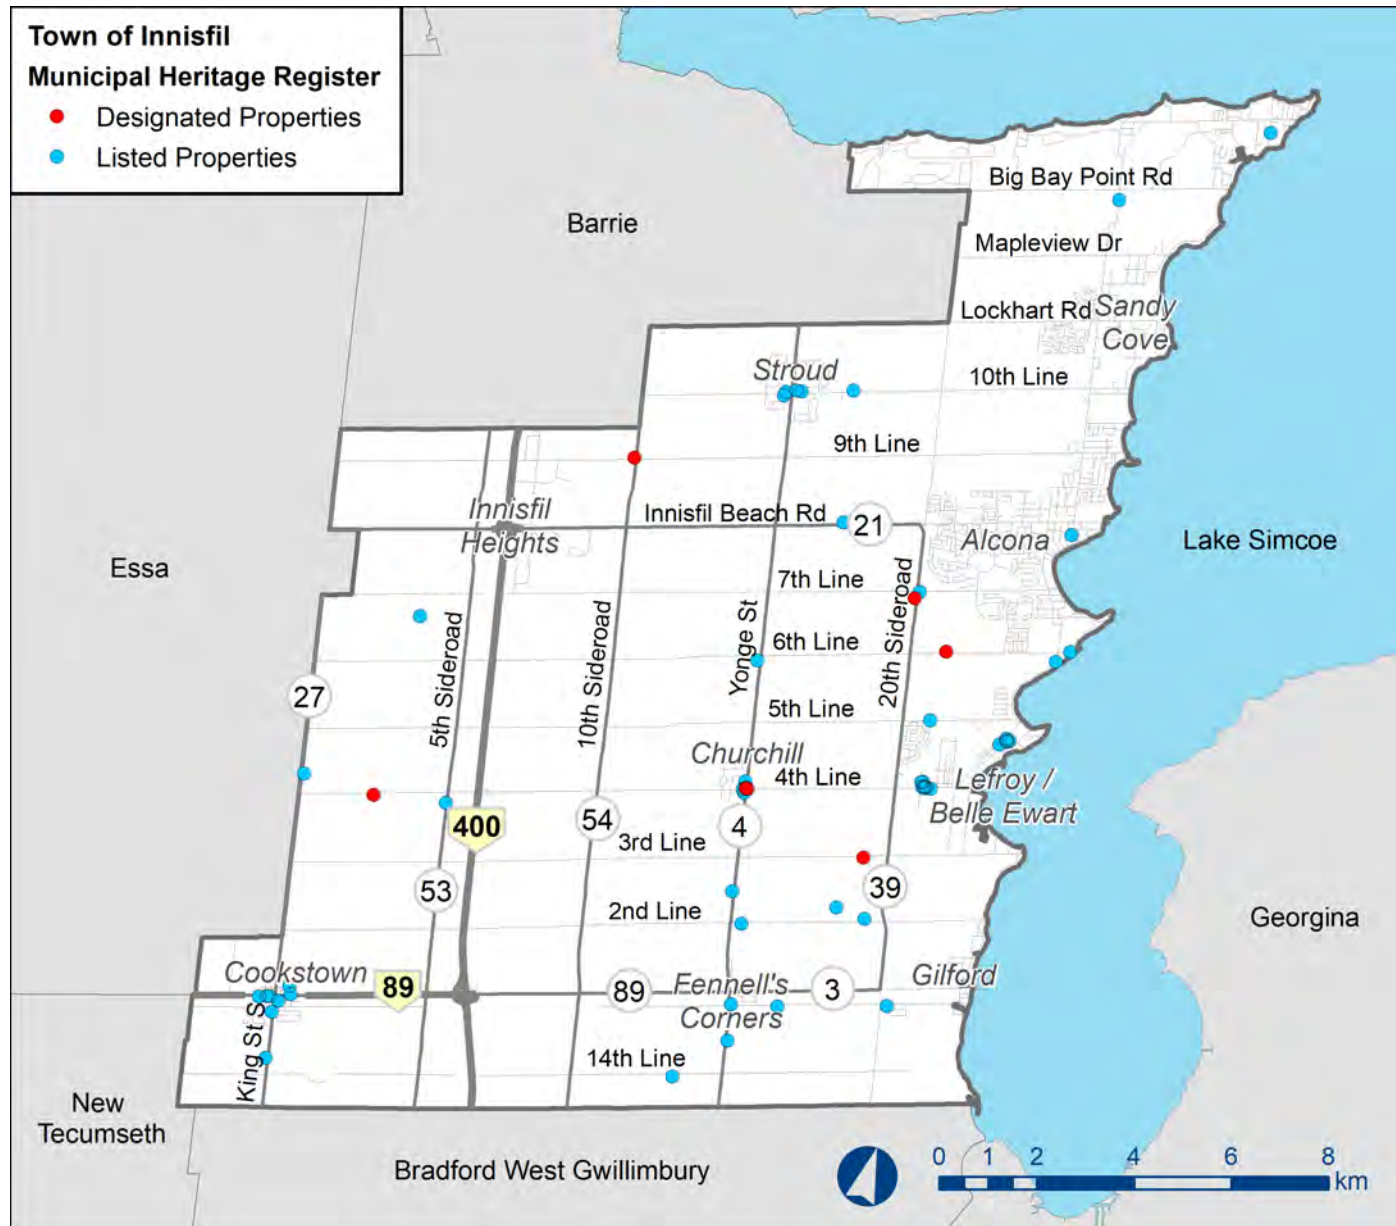 Town of Innisfil
Municipal Heritage Register
Designated Properties
Listed Properties
Big Bay Point Rd
Barrie
Mapleview Dr
Lockhart Rd
Sandy
Cove
Stroud
10th Line
9th Line
Innisfil
Heights
Innisfil Beach Rd
21
Alcona
Lake Simcoe
Essa
7th Line
20th Sideroad
6th Line
Yonge St
5th Sideroad
10th Sideroad
27
5th Line
Churchill
4th Line
Lefroy /
Belle Ewart
400
54
4
3rd Line
53
39
2nd Line
Georgina
Cookstown
89
89
Fennell's
Corners
3
Gilford
King St S
14th Line
New
Tecumseth
Bradford West Gwillimbury
0 1 2 4 6 8
km